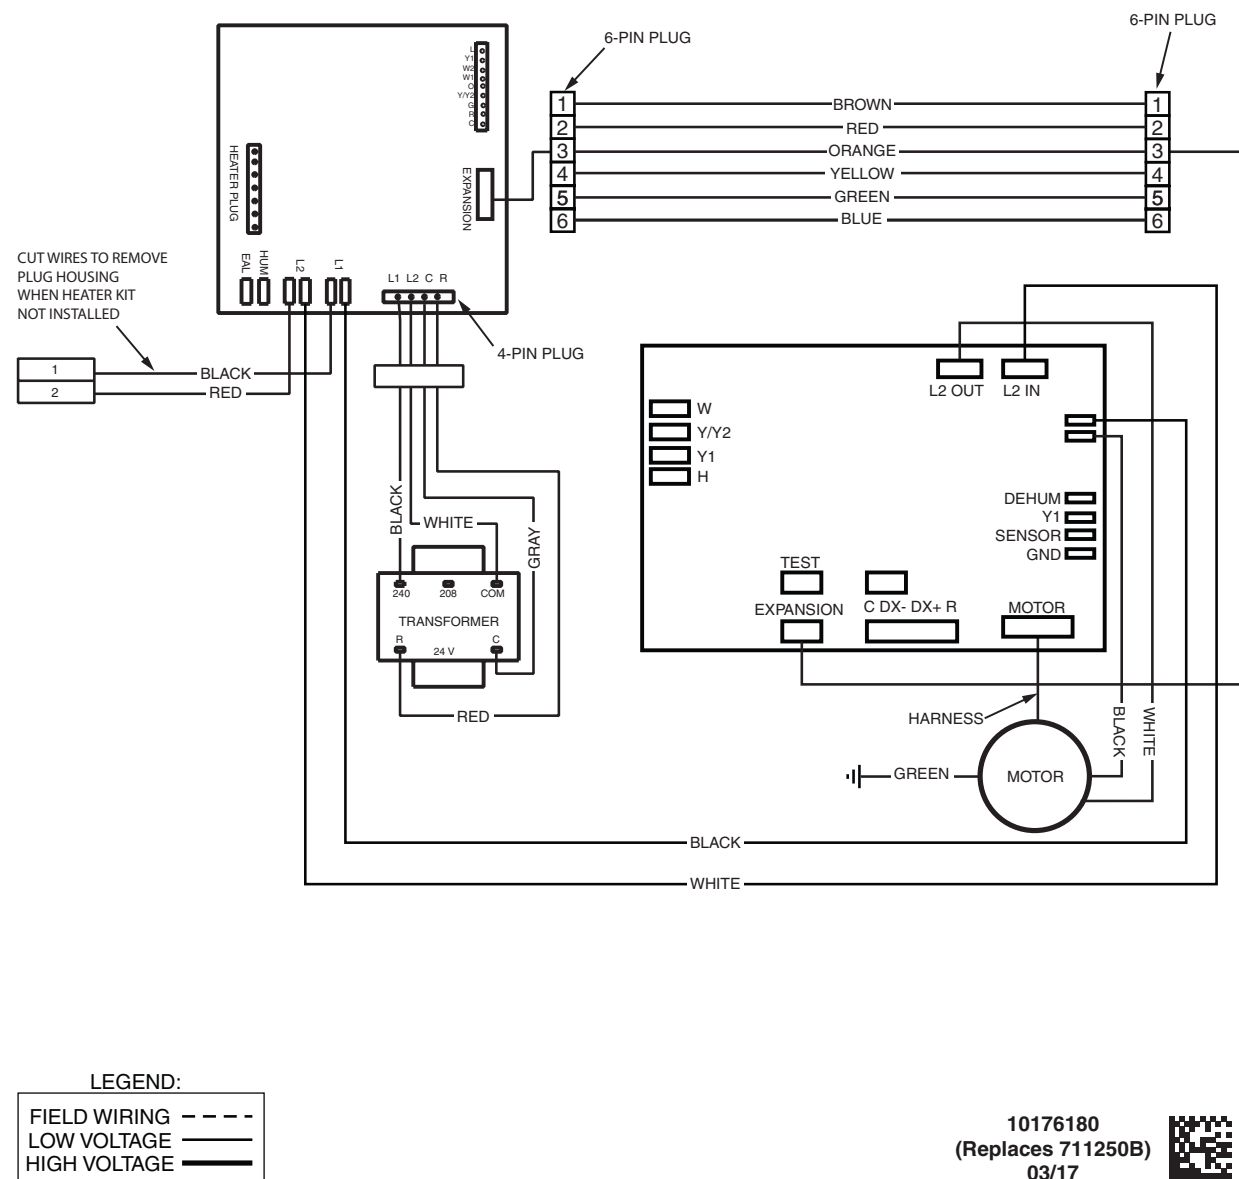 6-PIN PLUG
6-PIN PLUG
L
Y1
W2
W1
O
Y/Y2
G
R
C
HEATER PLUG
EXPANSION
1
2
3
4
5
6
BROWN
RED
ORANGE
YELLOW
GREEN
BLUE
1
2
3
4
5
6
CUT WIRES TO REMOVE
PLUG HOUSING
WHEN HEATER KIT
NOT INSTALLED
EAL
HUM
L2
L1
L1 L2 C R
4-PIN PLUG
1
2
BLACK
RED
BLACK
WHITE
GRAY
240
208
COM
TRANSFORMER
R
24 V
C
RED
L2 OUT
L2 IN
W
Y/Y2
Y1
H
DEHUM
Y1
SENSOR
GND
TEST
EXPANSION
C DX- DX+ R
MOTOR
HARNESS
BLACK
WHITE
GREEN
MOTOR
BLACK
WHITE
LEGEND:
FIELD WIRING
LOW VOLTAGE
HIGH VOLTAGE
10176180
(Replaces 711250B)
03/17